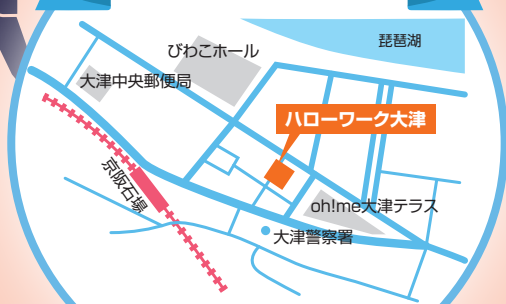 琵琶湖
びわこホール
大津中央郵便局
ハローワーク大津
京阪石場
oh!me大津テラス
大津警察署